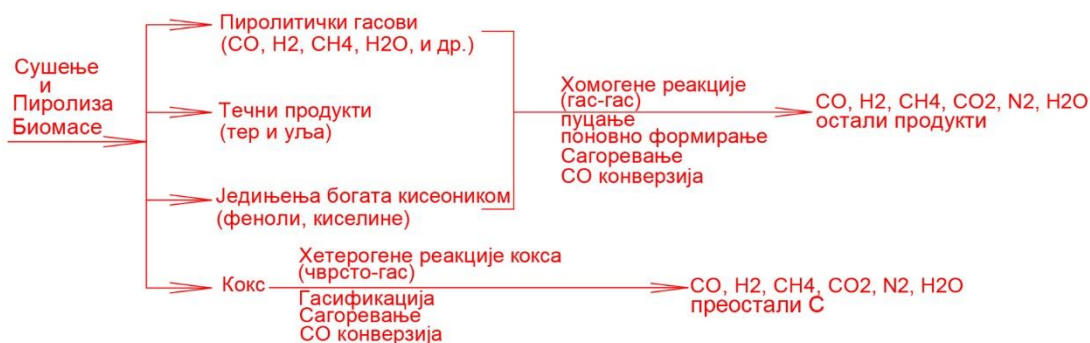 Сушење
и
Пиролиза
Биомасе
Пиролитички гасови
(CO, H2, CH4, H2O, и др.)
Течни продукти
(тер и уља)
Једињења богата кисеоником
(феноли, киселине)
Хомогене реакције
(гас-гас)
пуцање
поновно формирање
Сагоревање
CO конверзија
CO, H2, CH4, CO2, N2, H2O
остали продукти
Кокс
Хетерогене реакције кокса
(чврсто-гас)
Гасификација
Сагоревање
CO конверзија
CO, H2, CH4, CO2, N2, H2O
преостали C